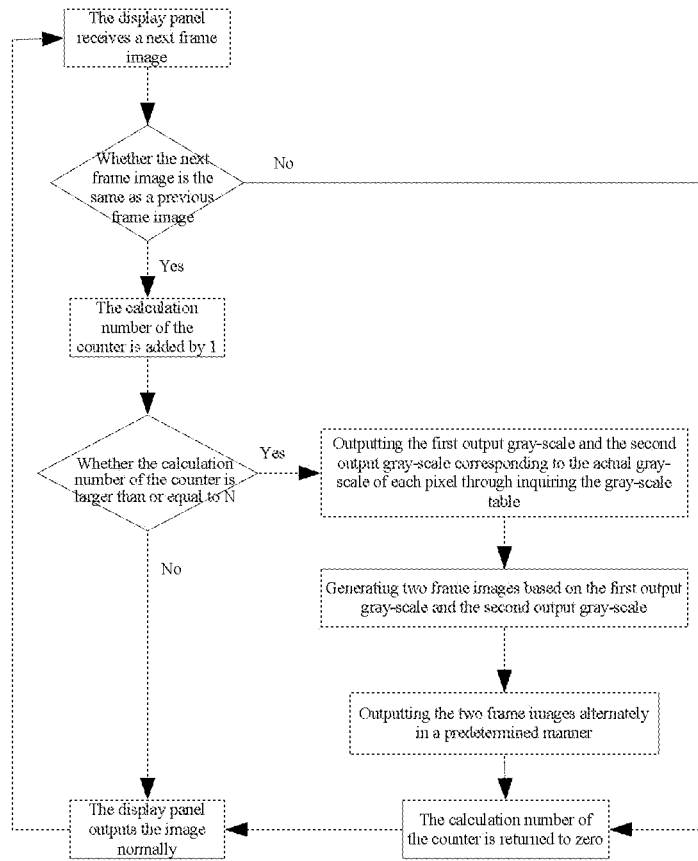 The display panel
receives a next frame
image
Whether the next
frame image is the
same as a previous
frame image
No
Yes
The calculation
number of the
counter is added by 1
Whether the calculation
number of the counter is
larger than or equal to N
Yes
Outputting the first output gray-scale and the second
output gray-scale corresponding to the actual gray-
scale of each pixel through inquiring the gray-scale
table
No
Generating two frame images based on the first output
gray-scale and the second output gray-scale
Outputting the two frame images alternately
in a predetermined manner
The display panel
outputs the image
normally
The calculation number of
the counter is returned to zero